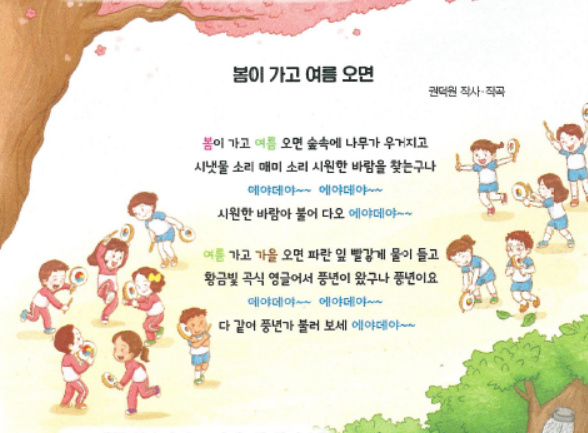 봄이 가고 여름 오면
권덕원 작사·작곡
봄이 가고 여름 오면 숲속에 나무가 우거지고
시냇물 소리 매미 소리 시원한 바람을 찾는구나
에야데야~~ 에야데야~~
시원한 바람아 불어 다오 에야데야~~
여름 가고 가을 오면 파란 잎 빨갛게 물이 들고
황금빛 곡식 영글어서 풍년이 왔구나 풍년이요
에야데야~~ 에야데야~~
다 같이 풍년가 불러 보세 에야데야~~